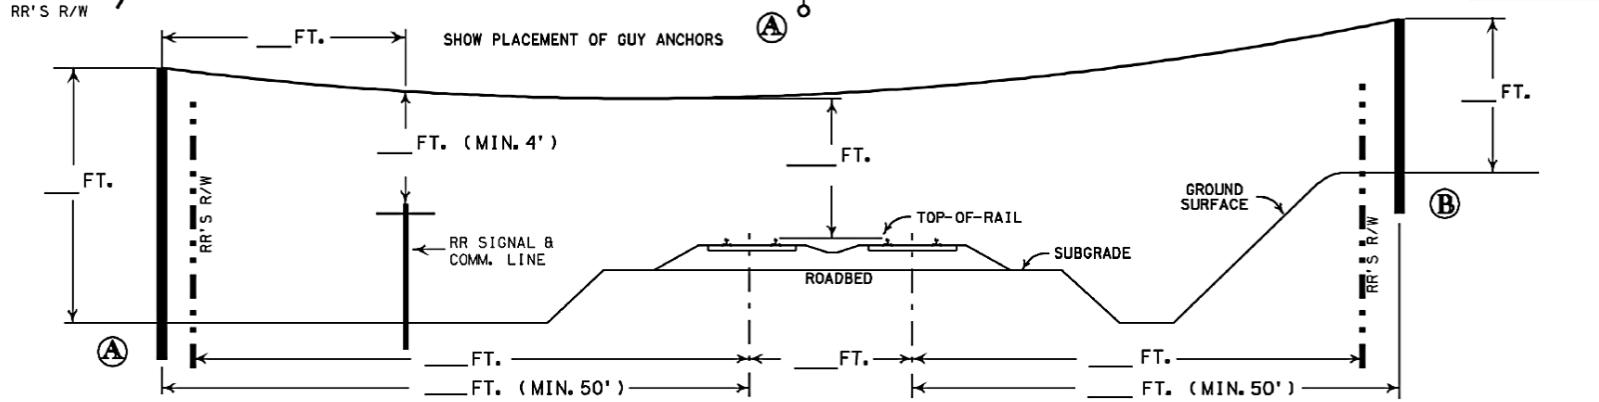 RR'S R/W
A
___FT.
SHOW PLACEMENT OF GUY ANCHORS
___FT.
___FT. (MIN. 4')
___FT.
___FT.
RR'S R/W
GROUND
SURFACE
B
TOP-OF-RAIL
RR SIGNAL &
COMM. LINE
SUBGRADE
RR'S R/W
ROADBED
A
___FT.
___FT.
___FT.
___FT. (MIN. 50')
___FT. (MIN. 50')